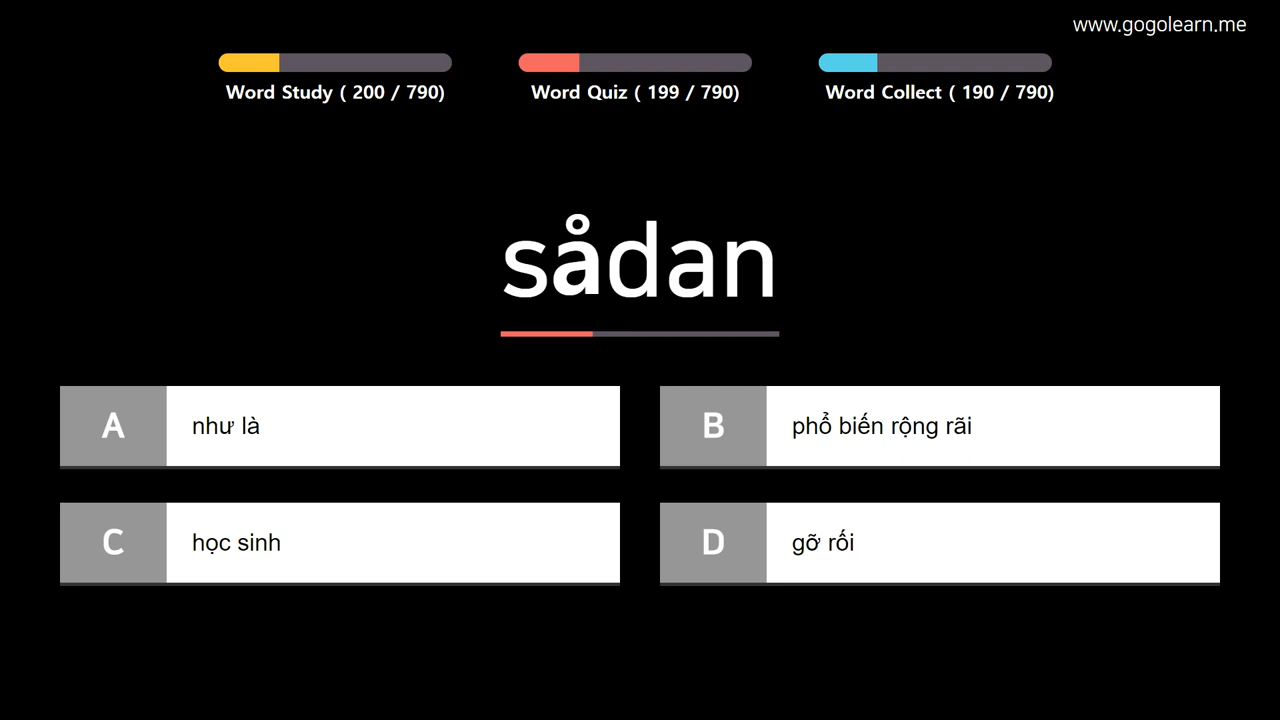 www.gogolearn.me
Word Study ( 200 / 790)
Word Quiz ( 199 / 790)
Word Collect ( 190 / 790)
sådan
A
như là
B
phổ biến rộng rãi
C
học sinh
D
gỡ rối